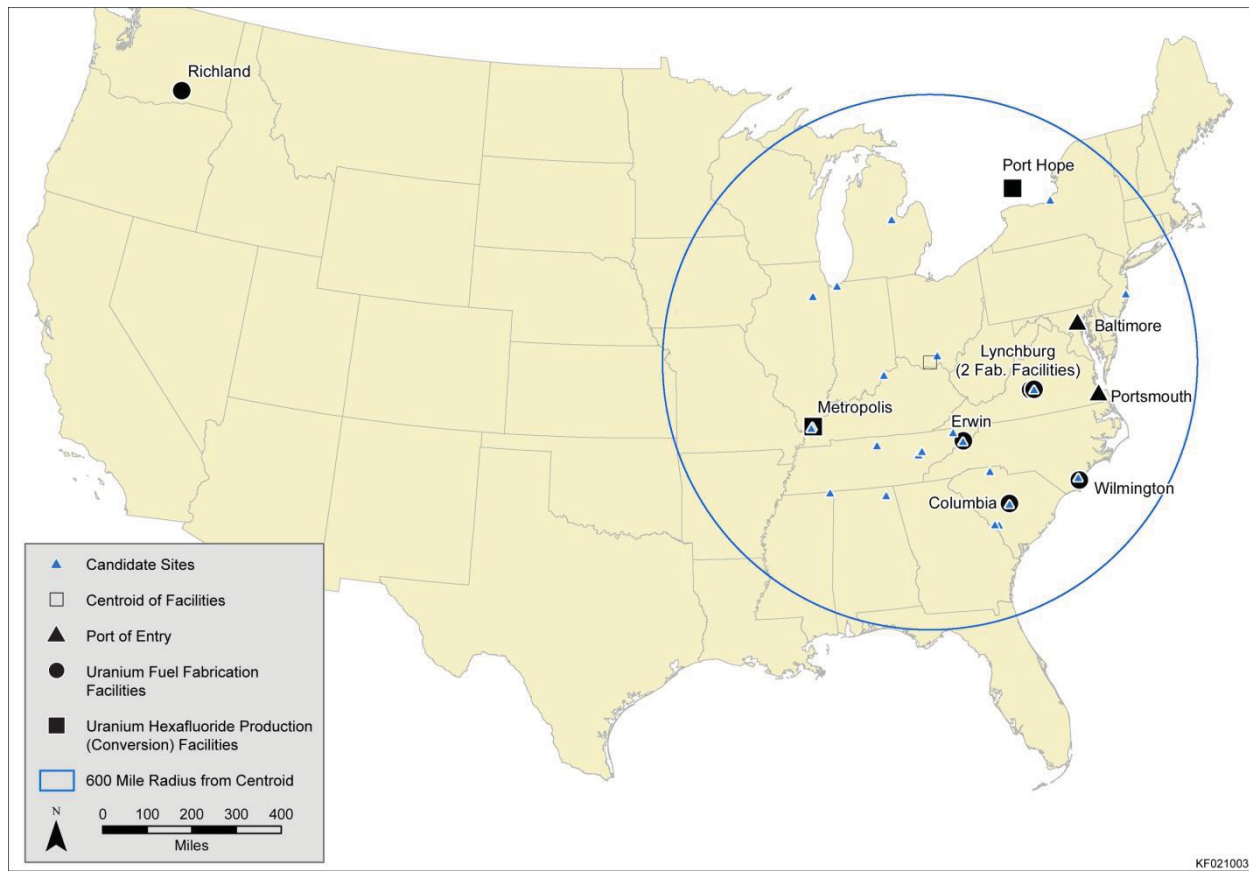 Richland
Port Hope
Baltimore
Lynchburg
(2 Fab. Facilities)
Portsmouth
Metropolis
Erwin
Wilmington
Columbia
Candidate Sites
Centroid of Facilities
Port of Entry
Uranium Fuel Fabrication
Facilities
Uranium Hexafluoride Production
(Conversion) Facilities
600 Mile Radius from Centroid
N
0 100 200 300 400
Miles
KF021003